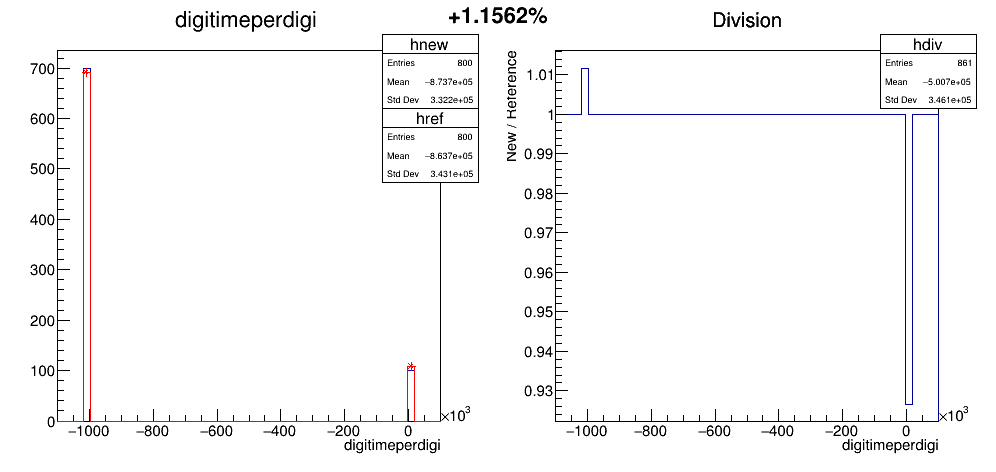 +1.1562%
digitimeperdigi
hnew
Entries 800
Mean −8.737e+05
Std Dev 3.322e+05
href
Entries 800
Mean −8.637e+05
Std Dev 3.431e+05
700
600
500
400
300
200
100
0
−1000 −800 −600 −400 −200 0
×10³
digitimeperdigi
Division
hdiv
Entries 861
Mean −5.007e+05
Std Dev 3.461e+05
New / Reference
1.01
1
0.99
0.98
0.97
0.96
0.95
0.94
0.93
−1000 −800 −600 −400 −200 0
×10³
digitimeperdigi